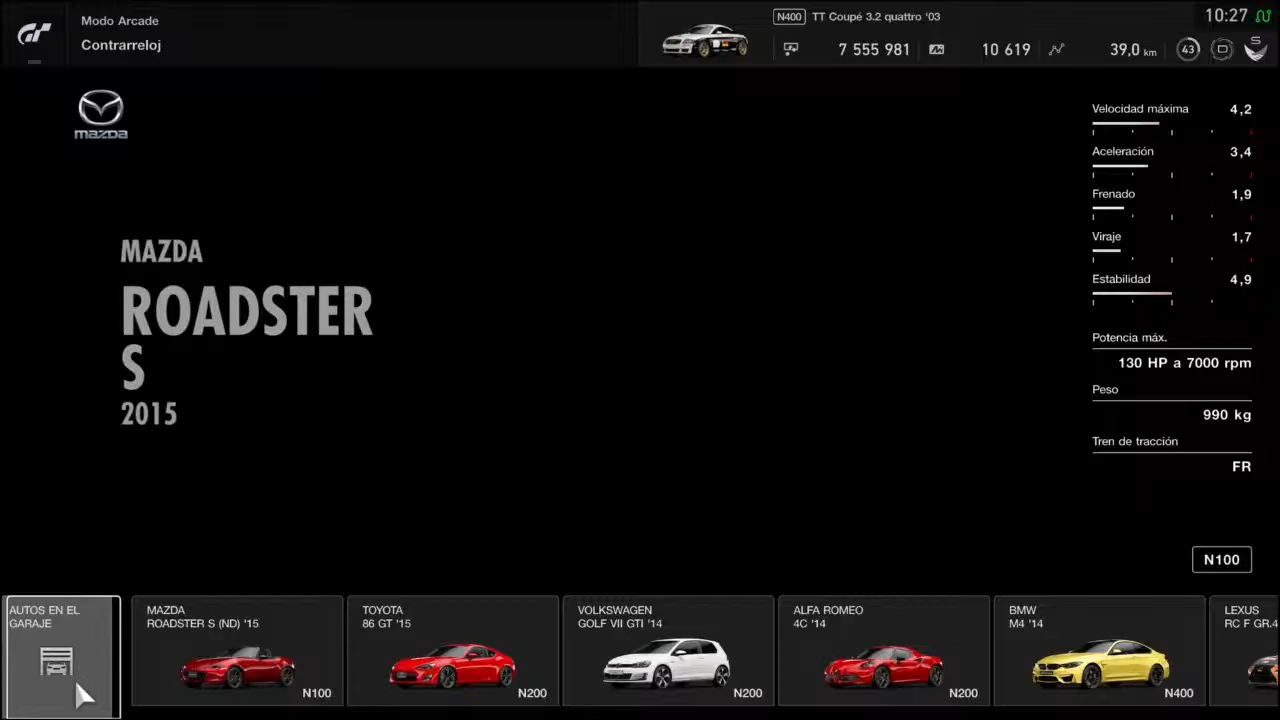 Modo Arcade
Contrarreloj
N400 TT Coupé 3.2 quattro '03
7 555 981
10 619
39,0 km
43
S
10:27
mazda
MAZDA
ROADSTER
S
2015
Velocidad máxima 4,2
Aceleración 3,4
Frenado 1,9
Viraje 1,7
Estabilidad 4,9
Potencia máx.
130 HP a 7000 rpm
Peso
990 kg
Tren de tracción
FR
N100
AUTOS EN EL
GARAJE
MAZDA
ROADSTER S (ND) '15
N100
TOYOTA
86 GT '15
N200
VOLKSWAGEN
GOLF VII GTI '14
N200
ALFA ROMEO
4C '14
N200
BMW
M4 '14
N400
LEXUS
RC F GR.4